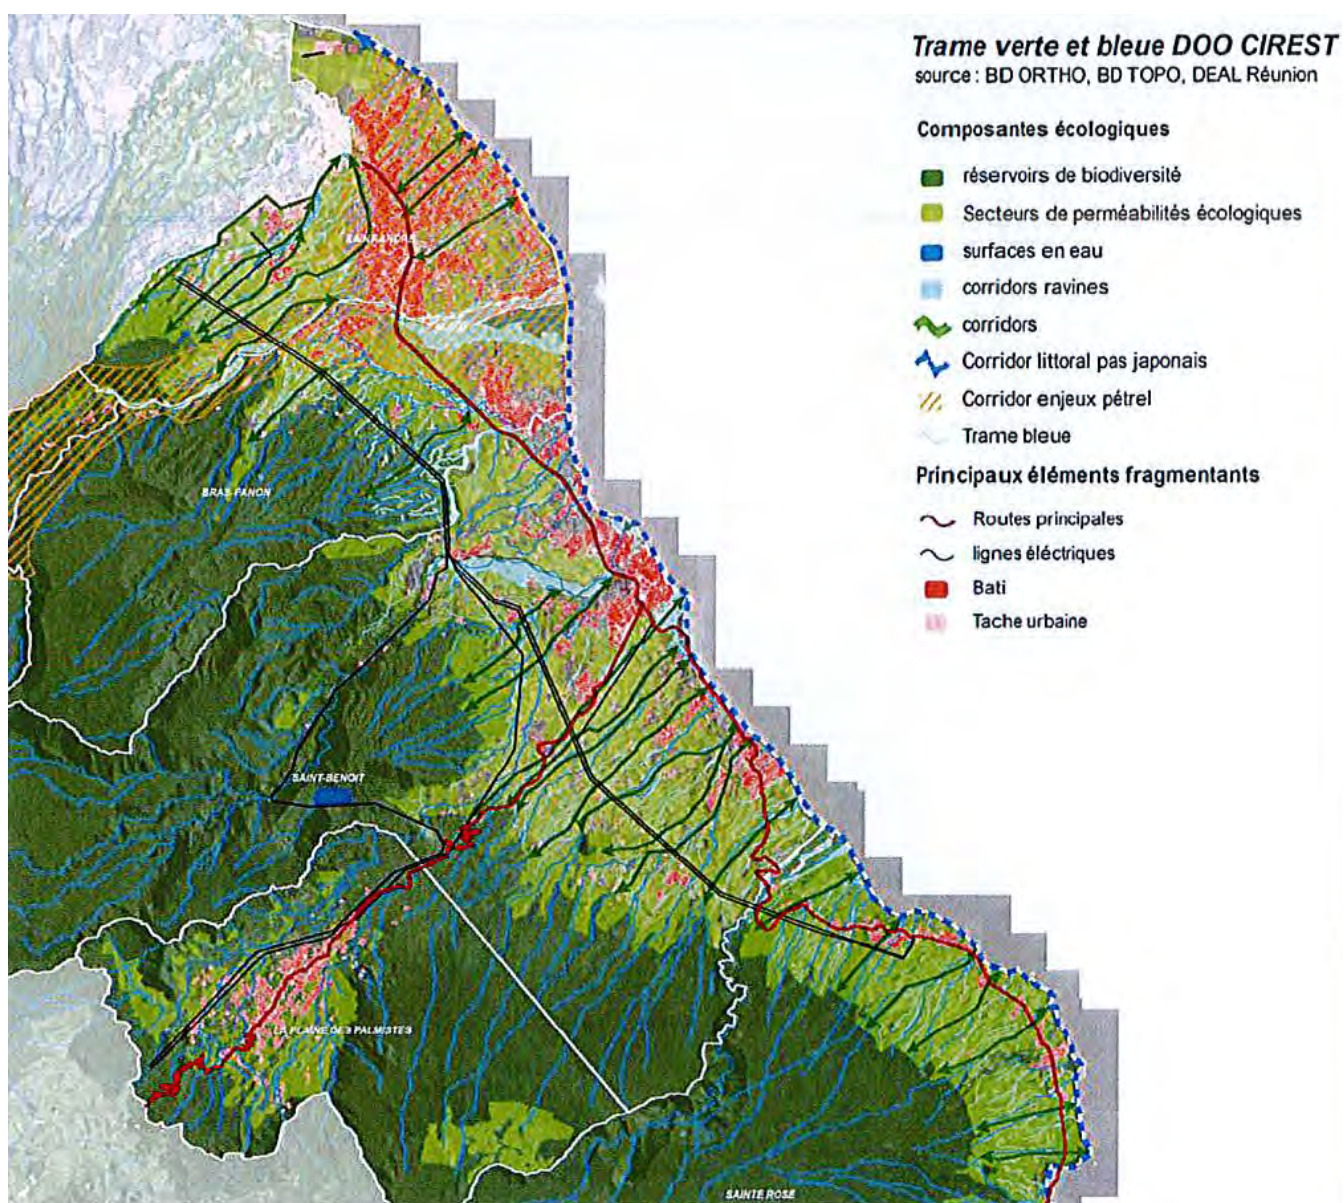 Trame verte et bleue DOO CIREST
source : BD ORTHO, BD TOPO, DEAL Réunion
Composantes écologiques
réservoirs de biodiversité
Secteurs de perméabilités écologiques
surfaces en eau
corridors ravines
corridors
Corridor littoral pas japonais
Corridor enjeux pétrel
Trame bleue
Principaux éléments fragmentants
Routes principales
lignes éléctriques
Bati
Tache urbaine
SAINT-ANDRE
BRAS-PANON
SAINT-BENOIT
LA PLAINE DES PALMISTES
SAINTE ROSE